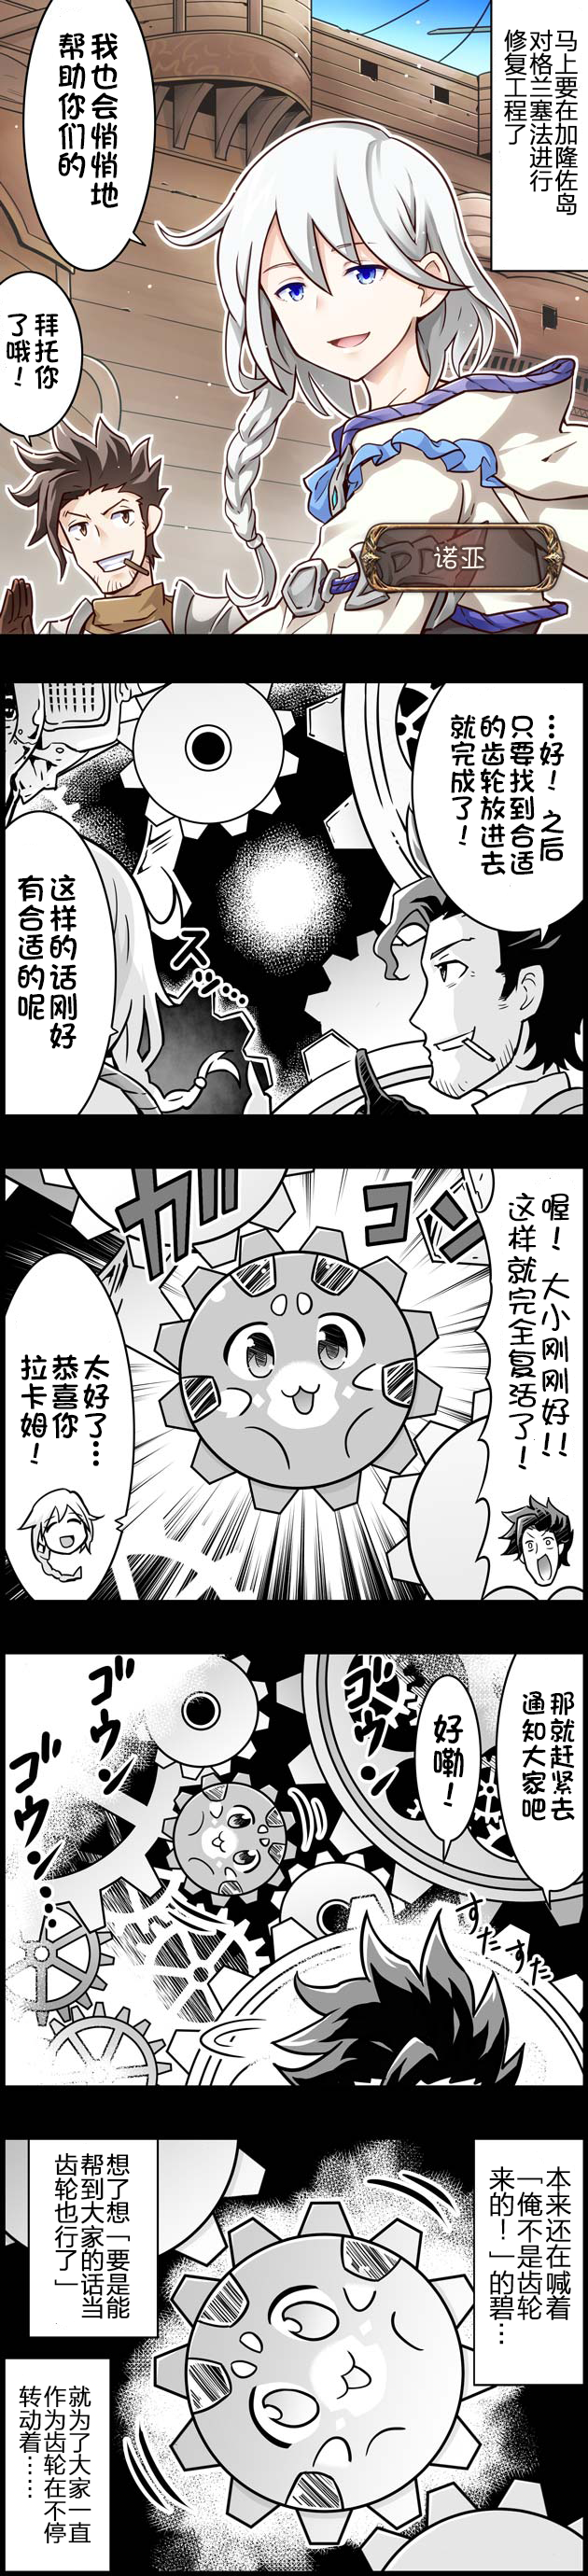 马上要在加隆佐岛
对格兰塞法进行
修复工程了
我也会悄悄地
帮助你们的
拜托你
了哦！
诺亚
…好！之后
只要找到合适
的齿轮放进去
就完成了！
这样的话刚好
有合适的呢
スッ…
喔！大小刚刚好！！
这样就完全复活了！
ガコン
太好了…
恭喜你
拉卡姆！
那就赶紧去
通知大家吧
好嘞！
ゴウン
ゴウン…
すたすた
本来还在喊着
「俺不是齿轮
来的！」的碧…
想了想「要是能
帮到大家的话当
齿轮也行了」
就为了大家一直
作为齿轮在不停
转动着……